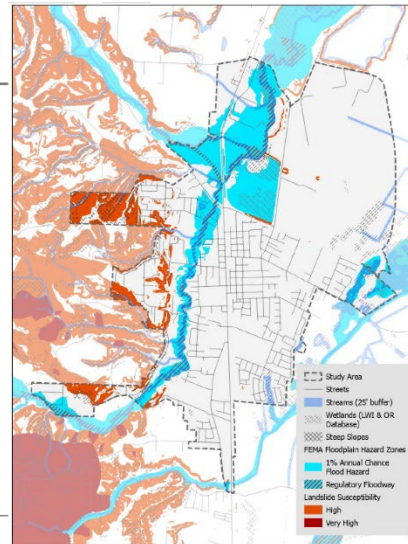 Study Area
Streets
Streams (25' buffer)
Wetlands (LWI & OR
Database)
Steep Slopes
FEMA Floodplain Hazard Zones
1% Annual Chance
Flood Hazard
Regulatory Floodway
Landslide Susceptibility
High
Very High